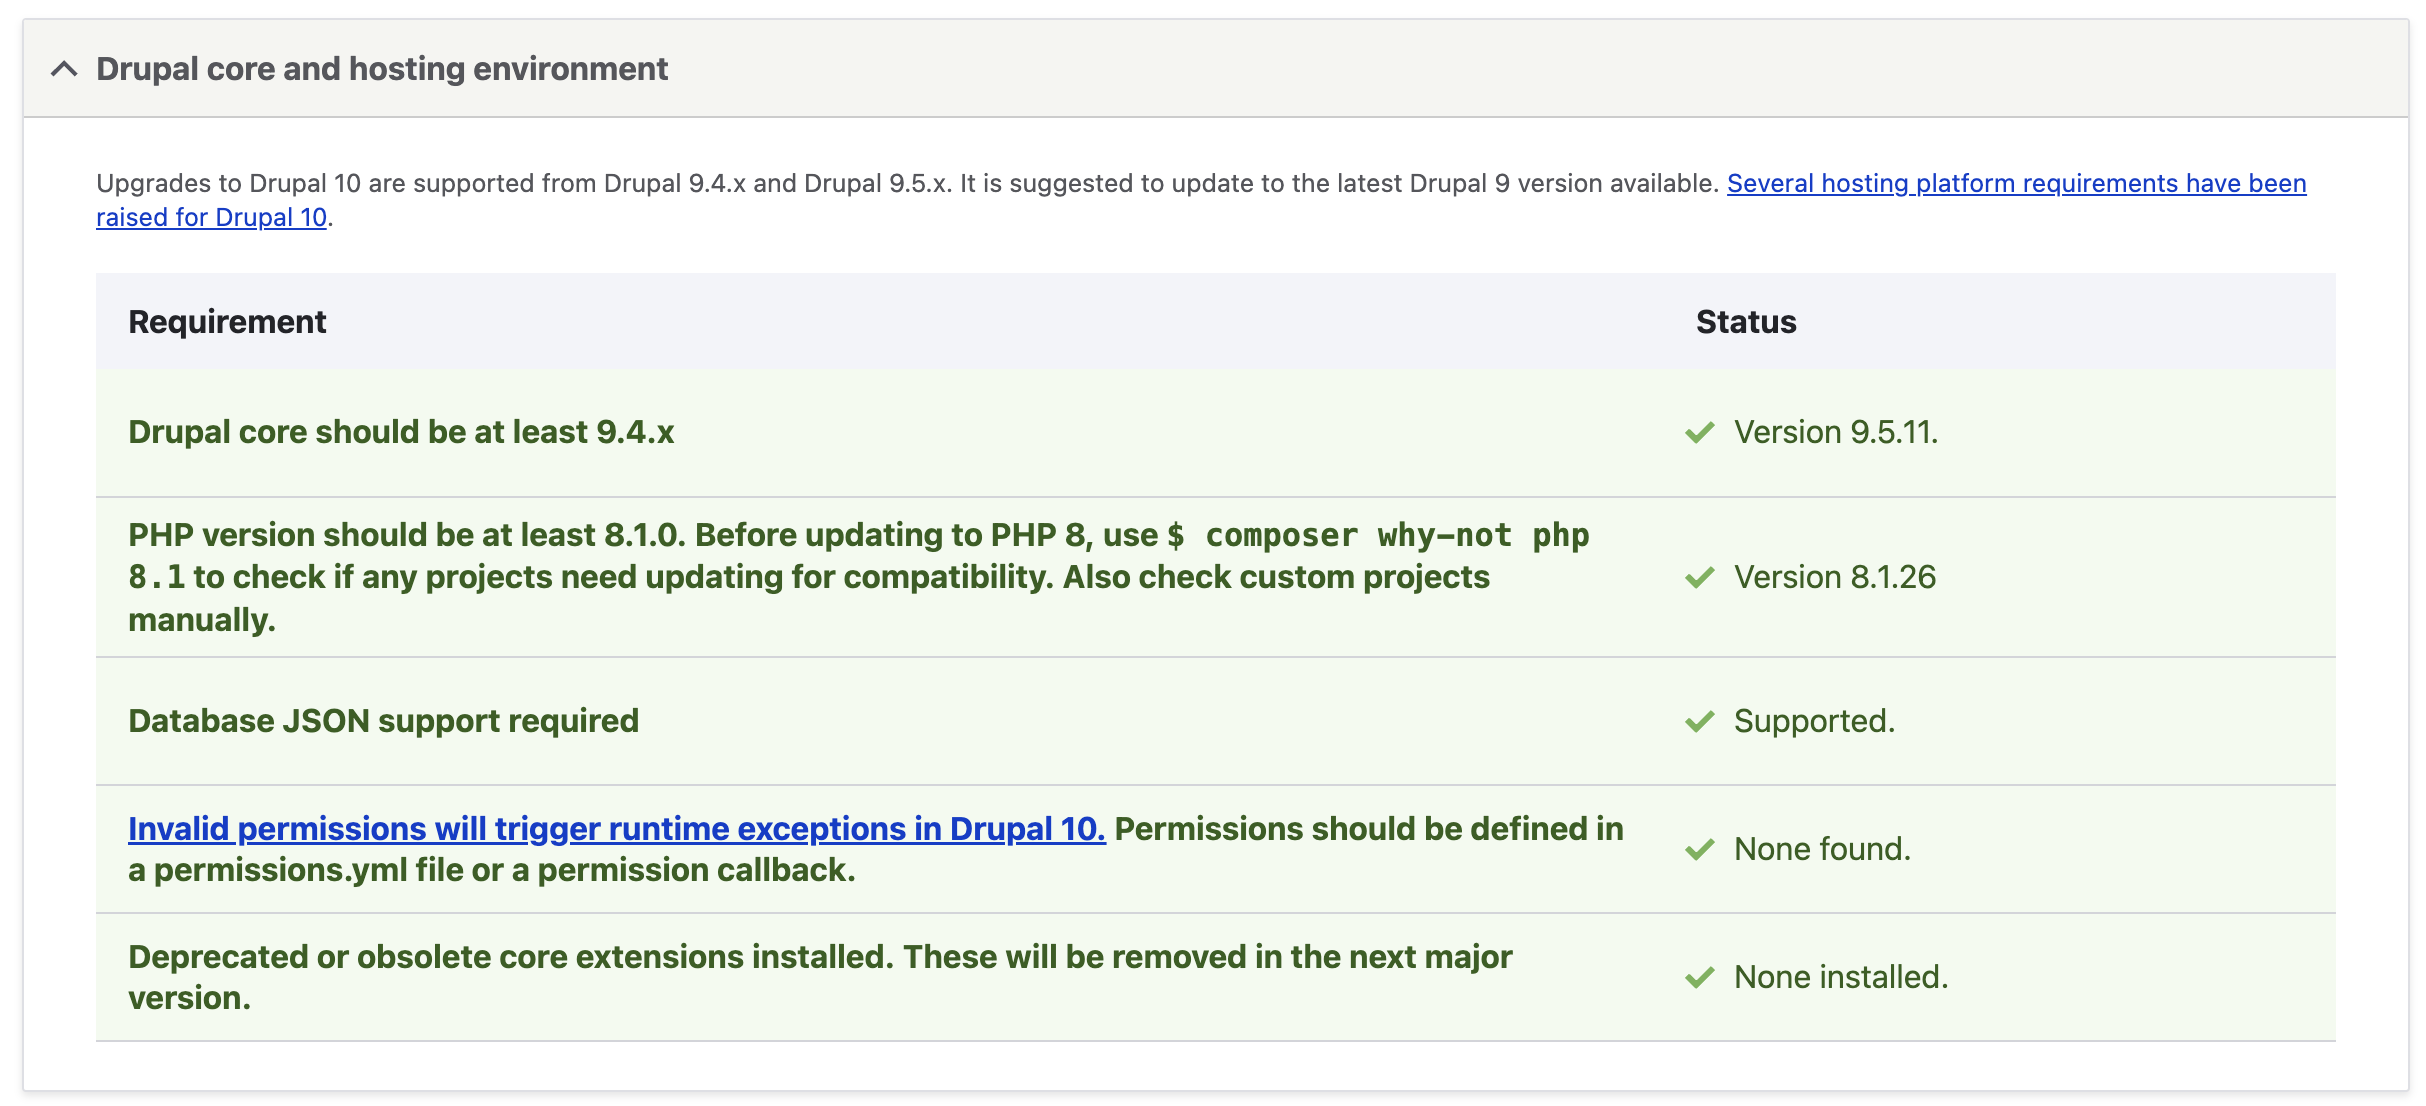 Drupal core and hosting environment
Upgrades to Drupal 10 are supported from Drupal 9.4.x and Drupal 9.5.x. It is suggested to update to the latest Drupal 9 version available. Several hosting platform requirements have been
raised for Drupal 10.
Requirement Status
Drupal core should be at least 9.4.x Version 9.5.11.
PHP version should be at least 8.1.0. Before updating to PHP 8, use $ composer why-not php
8.1 to check if any projects need updating for compatibility. Also check custom projects
manually.
Version 8.1.26
Database JSON support required Supported.
Invalid permissions will trigger runtime exceptions in Drupal 10. Permissions should be defined in
a permissions.yml file or a permission callback.
None found.
Deprecated or obsolete core extensions installed. These will be removed in the next major
version.
None installed.